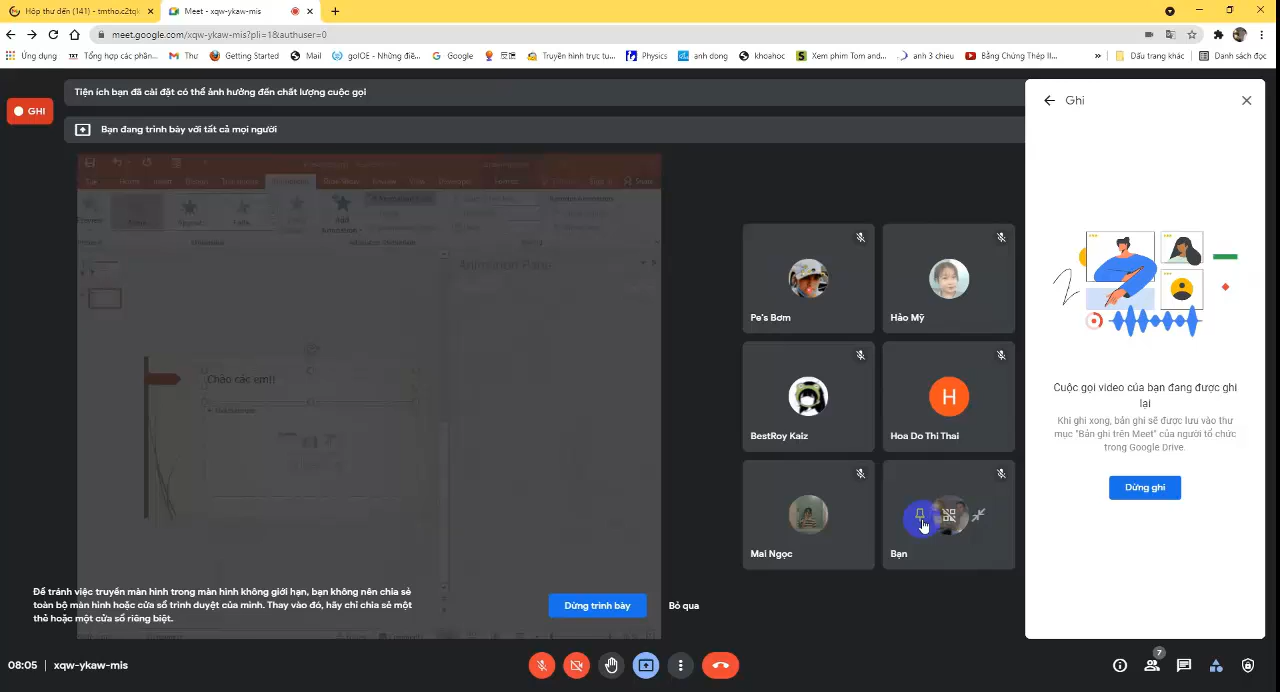 Hộp thư đến (141) - tmtho.c2tql
Meet - xqw-ykaw-mis
meet.google.com/xqw-ykaw-mis?pli=1&authuser=0
Ứng dụng
Tổng hợp các phân...
Thư
Getting Started
Mail
golOE - Những điề...
Google
Truyền hình trực tu...
Physics
anh dong
khoahoc
Xem phim Tom and...
anh 3 chieu
Bằng Chứng Thép II...
»
Dấu trang khác
Danh sách đọc
GHI
Tiện ích bạn đã cài đặt có thể ảnh hưởng đến chất lượng cuộc gọi
Bạn đang trình bày với tất cả mọi người
Animation Pane
Chào các em!!
Pe's Bơm
Hảo Mỹ
BestRoy Kaiz
H
Hoa Do Thi Thai
Mai Ngọc
Bạn
Để tránh việc truyền màn hình trong màn hình không giới hạn, bạn không nên chia sẻ
toàn bộ màn hình hoặc cửa sổ trình duyệt của mình. Thay vào đó, hãy chỉ chia sẻ một
thẻ hoặc một cửa sổ riêng biệt.
Dừng trình bày
Bỏ qua
Ghi
Cuộc gọi video của bạn đang được ghi
lại
Khi ghi xong, bản ghi sẽ được lưu vào thư
mục "Bản ghi trên Meet" của người tổ chức
trong Google Drive.
Dừng ghi
08:05 | xqw-ykaw-mis
7